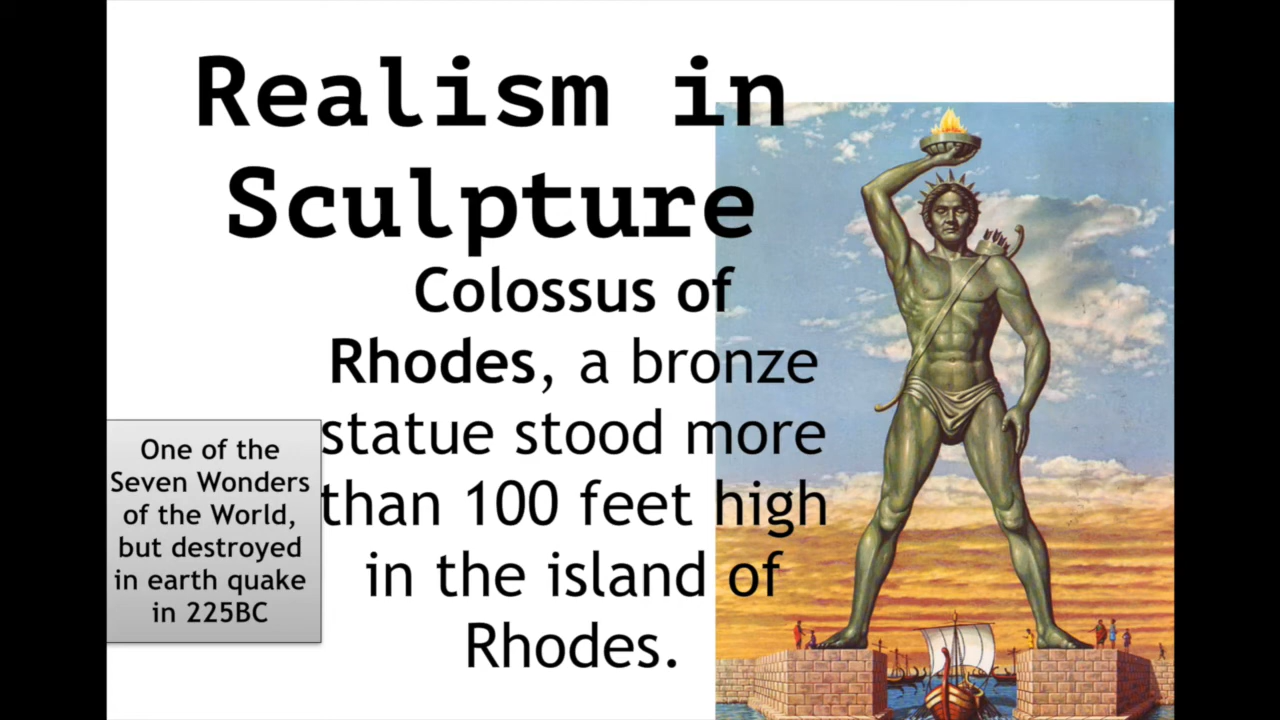 Realism in
Sculpture
Colossus of
Rhodes, a bronze
statue stood more
than 100 feet high
in the island of
Rhodes.
One of the
Seven Wonders
of the World,
but destroyed
in earth quake
in 225BC